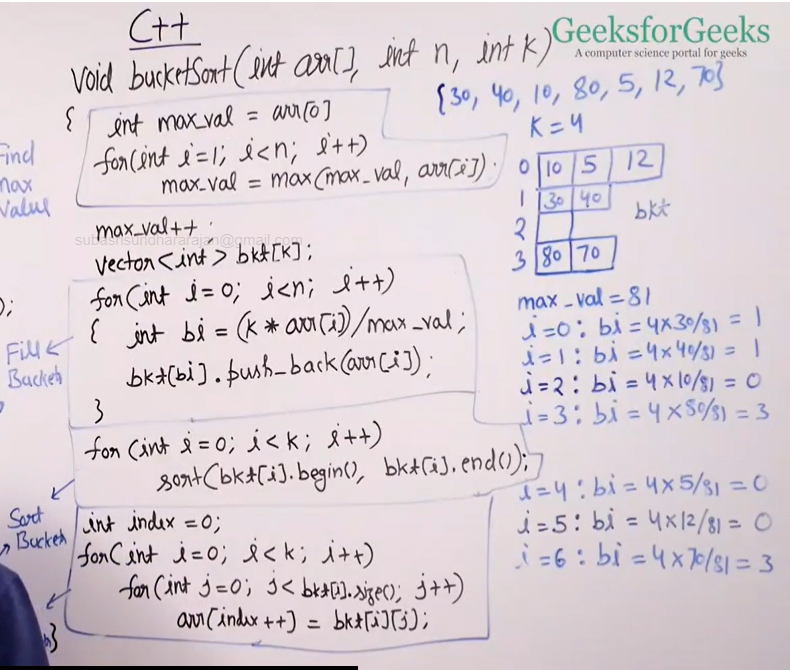 C++
GeeksforGeeks
A computer science portal for geeks
void bucketSort(int arr[], int n, int k)
{
int max_val = arr[0]
for(int i=1; i<n; i++)
max_val = max(max_val, arr[i]).
max_val++;
subashsundhararajan@gmail.com
vector<int> bkt[k];
for(int i=0; i<n; i++)
{ int bi = (k * arr[i])/max_val;
bkt[bi].push_back(arr[i]);
}
for (int i=0; i<k; i++)
sort(bkt[i].begin(), bkt[i].end());
int index = 0;
for(int i=0; i<k; i++)
for(int j=0; j<bkt[i].size(); j++)
arr[index++] = bkt[i][j];
}
Find
max
value
);
Fill
Bucket
Sort
Bucket
{30, 40, 10, 80, 5, 12, 70}
K = 4
0 10 5 12
1 30 40
bkt
2
3 80 70
max_val = 81
i=0: bi = 4×30/81 = 1
i=1: bi = 4×40/81 = 1
i=2: bi = 4×10/81 = 0
i=3: bi = 4×80/81 = 3
i=4: bi = 4×5/81 = 0
i=5: bi = 4×12/81 = 0
i=6: bi = 4×70/81 = 3